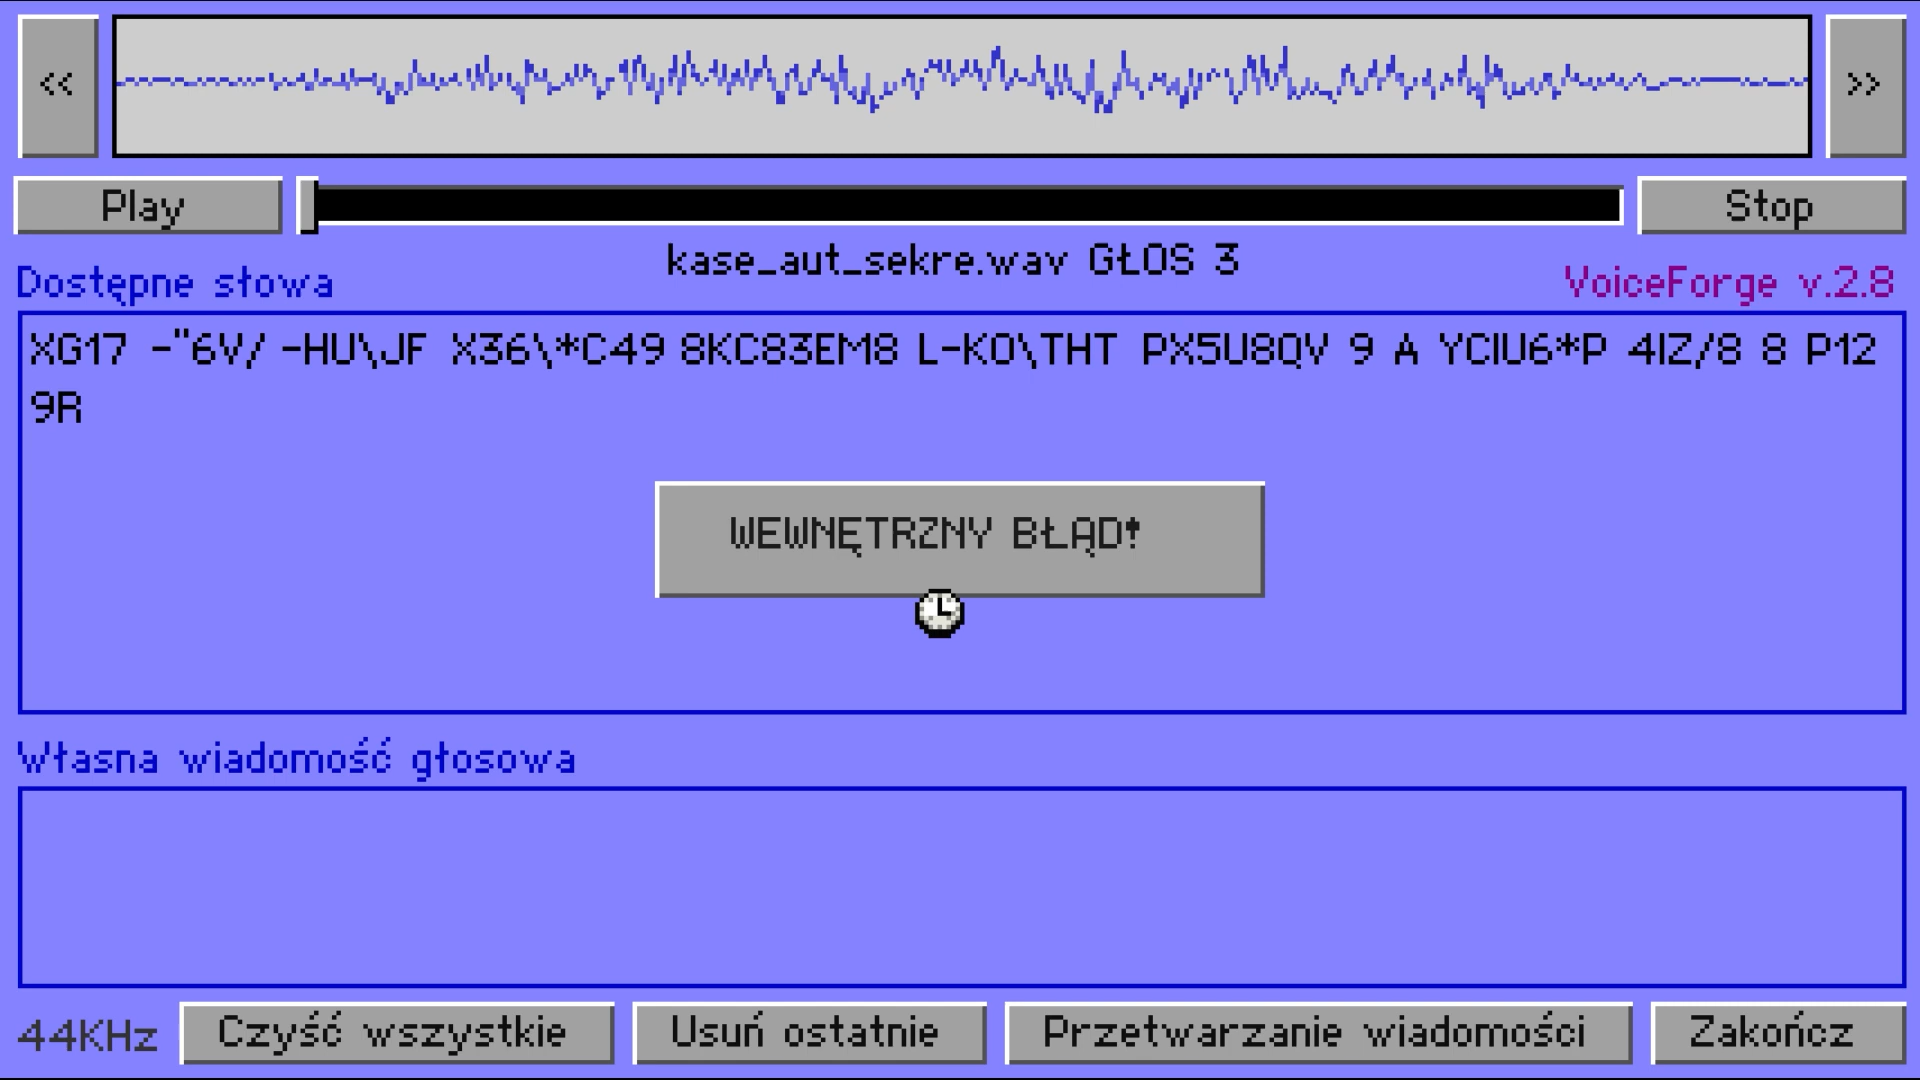 << >>
Play Stop
kase_aut_sekre.wav GŁOS 3
Dostępne słowa VoiceForge v.2.8
XG17 -"6V/ -HU\JF X36\*C49 8KC83EM8 L-KO\THT PX5U8QV 9 A YCIU6*P 4IZ/8 8 P12
9R
WEWNĘTRZNY BŁĄD!
Własna wiadomość głosowa
44KHz Czyść wszystkie Usuń ostatnie Przetwarzanie wiadomości Zakończ